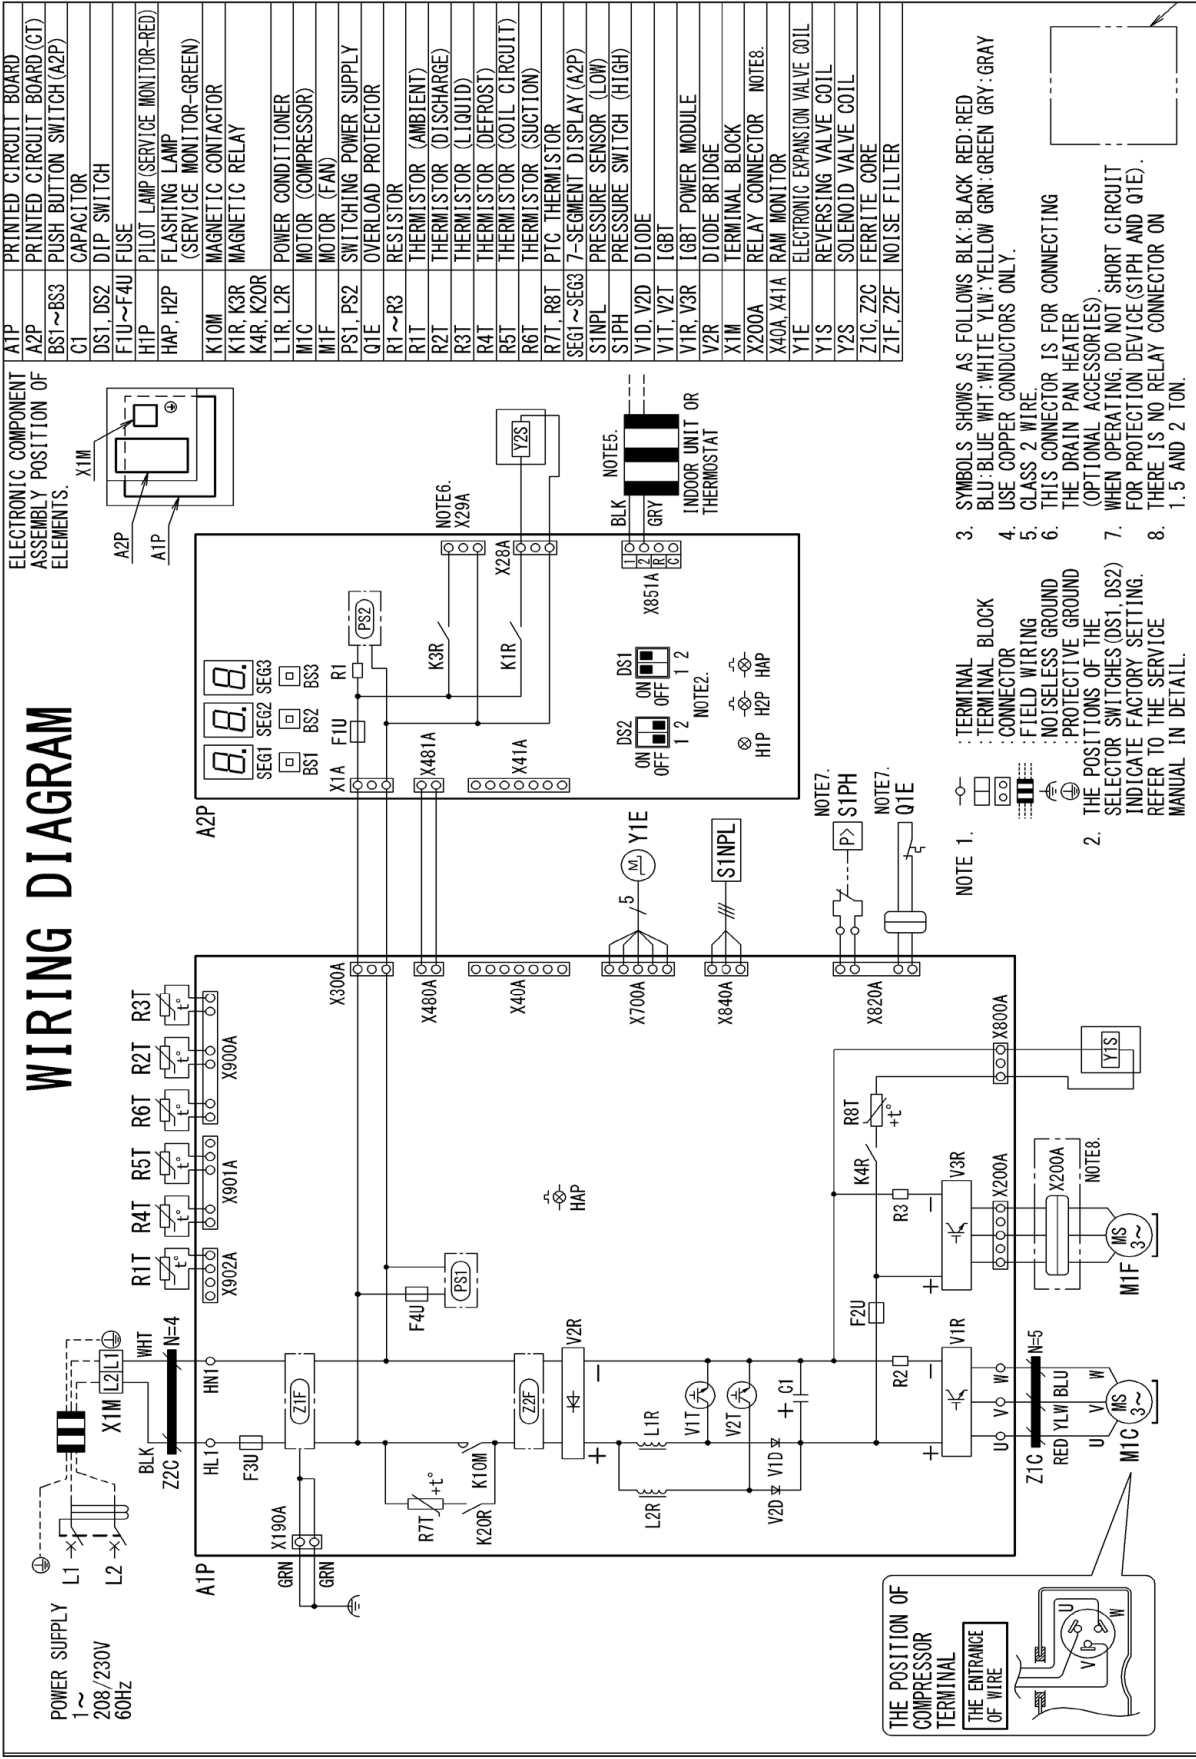 WIRING DIAGRAM
POWER SUPPLY
1~
208/230V
60Hz
L1
L2
X1M
L2
L1
BLK
WHT
Z2C
N=4
HL1
HN1
F3U
Z1F
X190A
GRN
GRN
A1P
R1T
t°
R4T
t°
R5T
t°
R6T
t°
R2T
t°
R3T
t°
X902A
X901A
X900A
F4U
PS1
HAP
R7T
+t°
K10M
K20R
Z2F
V2R
+
−
L1R
L2R
V1T
V2T
V1D
V2D
+
C1
F2U
R2
R3
K4R
R8T
+t°
V1R
+
−
V3R
+
−
U
V
W
Z1C
N=5
RED
YLW
BLU
U
V
W
MS
3~
M1C
X200A
X200A
NOTE8.
MS
3~
M1F
X800A
Y1S
X300A
X480A
X40A
X700A
X840A
X820A
5
M
Y1E
S1NPL
NOTE7.
P>
S1PH
NOTE7.
Q1E
A2P
SEG1
SEG2
SEG3
BS1
BS2
BS3
X1A
F1U
R1
PS2
X481A
X41A
K3R
K1R
NOTE6.
X29A
X28A
Y2S
DS2
ON
OFF
1 2
DS1
ON
OFF
1 2
NOTE2.
H1P
H2P
HAP
X851A
1
2
R
C
BLK
GRY
NOTE5.
INDOOR UNIT OR
THERMOSTAT
THE POSITION OF
COMPRESSOR
TERMINAL
THE ENTRANCE
OF WIRE
U
V
W
ELECTRONIC COMPONENT
ASSEMBLY POSITION OF
ELEMENTS.
X1M
A2P
A1P
A1P PRINTED CIRCUIT BOARD
A2P PRINTED CIRCUIT BOARD(CT)
BS1~BS3 PUSH BUTTON SWITCH(A2P)
C1 CAPACITOR
DS1, DS2 DIP SWITCH
F1U~F4U FUSE
H1P PILOT LAMP(SERVICE MONITOR-RED)
HAP, H2P FLASHING LAMP
(SERVICE MONITOR-GREEN)
K10M MAGNETIC CONTACTOR
K1R, K3R MAGNETIC RELAY
K4R, K20R
L1R, L2R POWER CONDITIONER
M1C MOTOR (COMPRESSOR)
M1F MOTOR (FAN)
PS1, PS2 SWITCHING POWER SUPPLY
Q1E OVERLOAD PROTECTOR
R1~R3 RESISTOR
R1T THERMISTOR (AMBIENT)
R2T THERMISTOR (DISCHARGE)
R3T THERMISTOR (LIQUID)
R4T THERMISTOR (DEFROST)
R5T THERMISTOR (COIL CIRCUIT)
R6T THERMISTOR (SUCTION)
R7T, R8T PTC THERMISTOR
SEG1~SEG3 7-SEGMENT DISPLAY(A2P)
S1NPL PRESSURE SENSOR (LOW)
S1PH PRESSURE SWITCH (HIGH)
V1D, V2D DIODE
V1T, V2T IGBT
V1R, V3R IGBT POWER MODULE
V2R DIODE BRIDGE
X1M TERMINAL BLOCK
X200A RELAY CONNECTOR NOTE8.
X40A, X41A RAM MONITOR
Y1E ELECTRONIC EXPANSION VALVE COIL
Y1S REVERSING VALVE COIL
Y2S SOLENOID VALVE COIL
Z1C, Z2C FERRITE CORE
Z1F, Z2F NOISE FILTER
NOTE 1.
:TERMINAL
:TERMINAL BLOCK
:CONNECTOR
:FIELD WIRING
:NOISELESS GROUND
:PROTECTIVE GROUND
2. THE POSITIONS OF THE
SELECTOR SWITCHES(DS1, DS2)
INDICATE FACTORY SETTING.
REFER TO THE SERVICE
MANUAL IN DETAIL.
3. SYMBOLS SHOWS AS FOLLOWS BLK:BLACK RED:RED
BLU:BLUE WHT:WHITE YLW:YELLOW GRN:GREEN GRY:GRAY
4. USE COPPER CONDUCTORS ONLY.
5. CLASS 2 WIRE.
6. THIS CONNECTOR IS FOR CONNECTING
THE DRAIN PAN HEATER
(OPTIONAL ACCESSORIES).
7. WHEN OPERATING, DO NOT SHORT CIRCUIT
FOR PROTECTION DEVICE(S1PH AND Q1E).
8. THERE IS NO RELAY CONNECTOR ON
1.5 AND 2 TON.